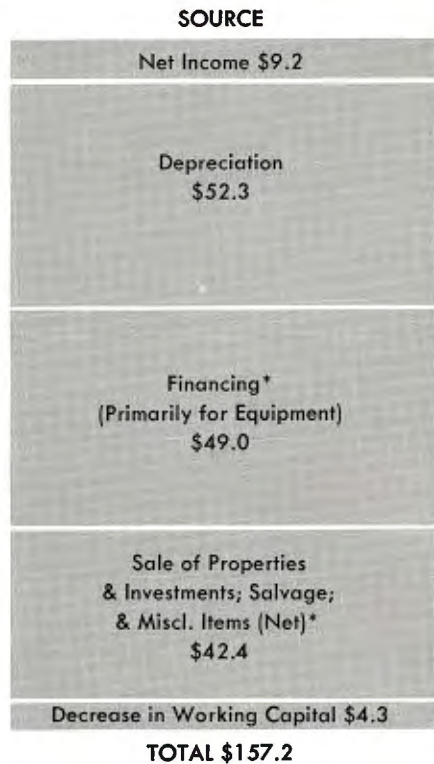 SOURCE
Net Income $9.2
Depreciation
$52.3
Financing*
(Primarily for Equipment)
$49.0
Sale of Properties
& Investments; Salvage;
& Miscl. Items (Net)*
$42.4
Decrease in Working Capital $4.3
TOTAL $157.2